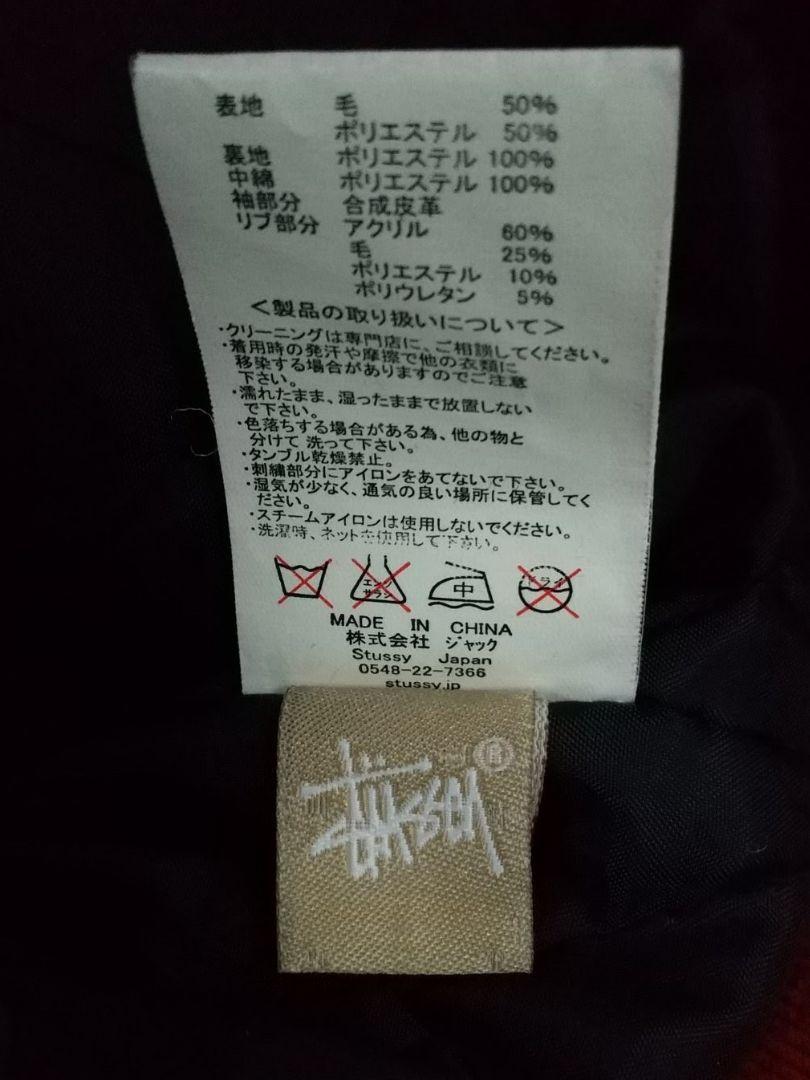 表地 毛 50%
ポリエステル 50%
裏地 ポリエステル 100%
中綿 ポリエステル 100%
袖部分 合成皮革
リブ部分 アクリル 60%
毛 25%
ポリエステル 10%
ポリウレタン 5%
＜製品の取り扱いについて＞
・クリーニングは専門店に、ご相談してください。
・着用時の発汗や摩擦で他の衣類に
移染する場合がありますのでご注意
下さい。
・濡れたまま、湿ったままで放置しない
で下さい。
・色落ちする場合がある為、他の物と
分けて 洗って下さい。
・タンブル乾燥禁止。
・刺繍部分にアイロンをあてないで下さい。
・湿気が少なく、通気の良い場所に保管してく
ださい。
・スチームアイロンは使用しないでください。
・洗濯時、ネットを使用して下さい。
エンソ サラシ 中 ドライ
MADE IN CHINA
株式会社 ジャック
Stussy Japan
0548-22-7366
stussy.jp
Stüssy ®